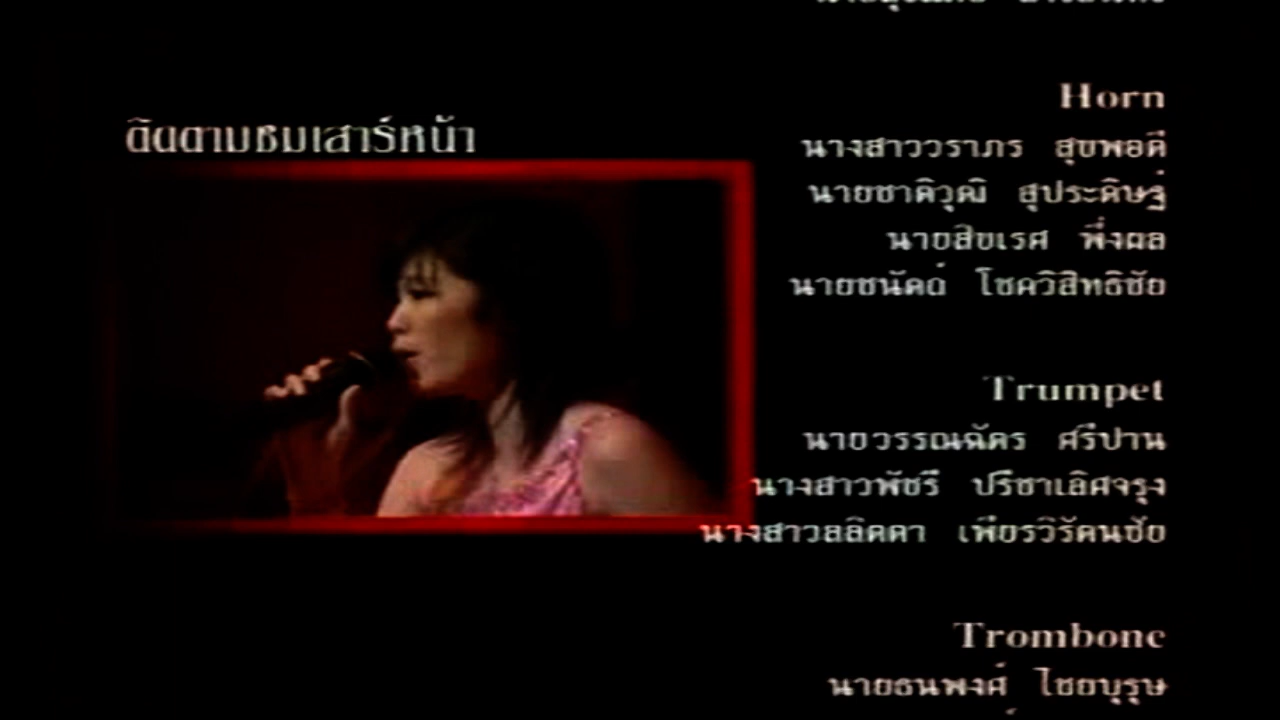 ติดตามชมเสาร์หน้า
Horn
นางสาววราภร สุขพอดี
นายชาติวุฒิ สุประดิษฐ์
นายสิขเรศ พึ่งผล
นายชนัตถ์ โชควิสิทธิชัย
Trumpet
นายวรรณฉัตร ศรีปาน
นางสาวพัชรี ปรีชาเลิศจรุง
นางสาวลลิตตา เพียรวิรัตนชัย
Trombone
นายธนพงศ์ ไชยบุรุษ